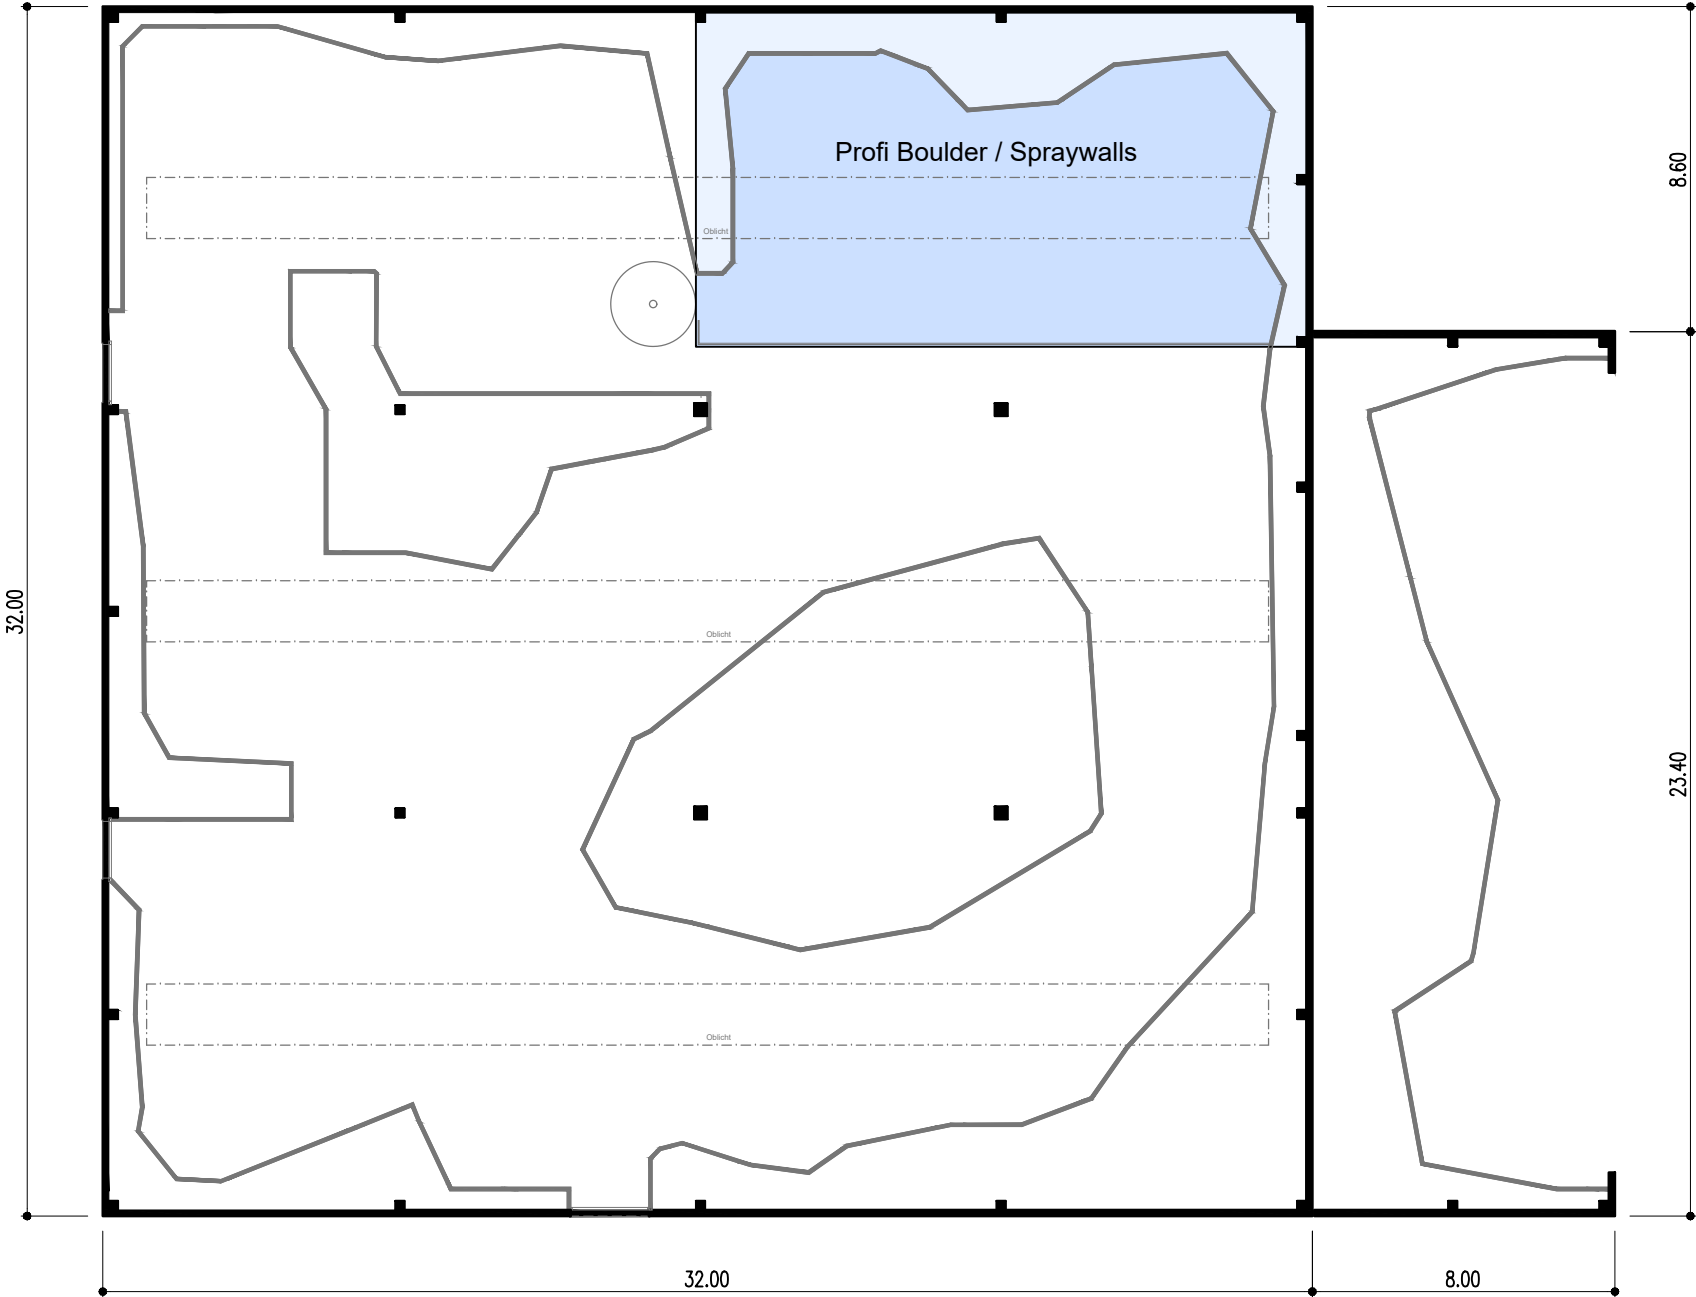 Profi Boulder / Spraywalls
8.60
Oblicht
32.00
Oblicht
23.40
Oblicht
32.00
8.00